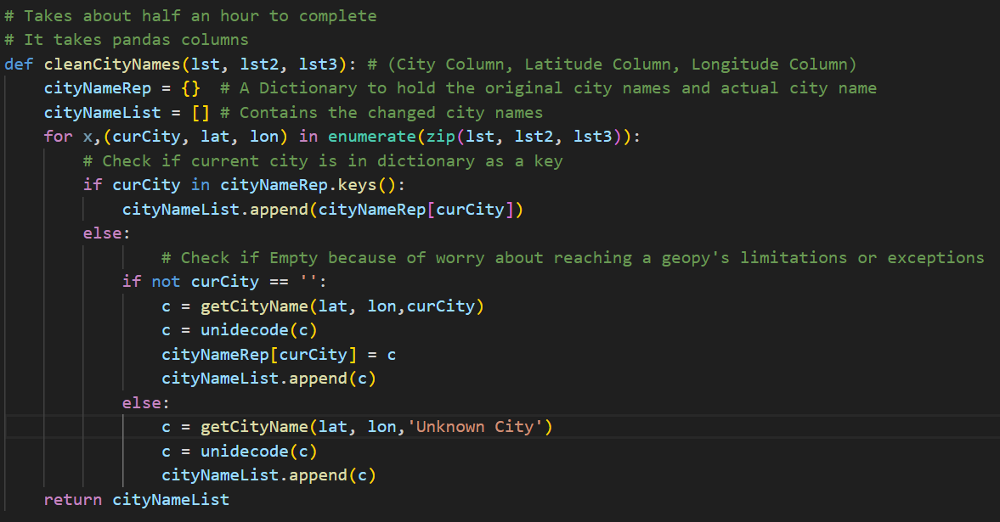 # Takes about half an hour to complete
# It takes pandas columns
def cleanCityNames(lst, lst2, lst3): # (City Column, Latitude Column, Longitude Column)
    cityNameRep = {}  # A Dictionary to hold the original city names and actual city name
    cityNameList = [] # Contains the changed city names
    for x,(curCity, lat, lon) in enumerate(zip(lst, lst2, lst3)):
        # Check if current city is in dictionary as a key
        if curCity in cityNameRep.keys():
            cityNameList.append(cityNameRep[curCity])
        else:
                # Check if Empty because of worry about reaching a geopy's limitations or exceptions
            if not curCity == '':
                c = getCityName(lat, lon,curCity)
                c = unidecode(c)
                cityNameRep[curCity] = c
                cityNameList.append(c)
            else:
                c = getCityName(lat, lon,'Unknown City')
                c = unidecode(c)
                cityNameList.append(c)
    return cityNameList